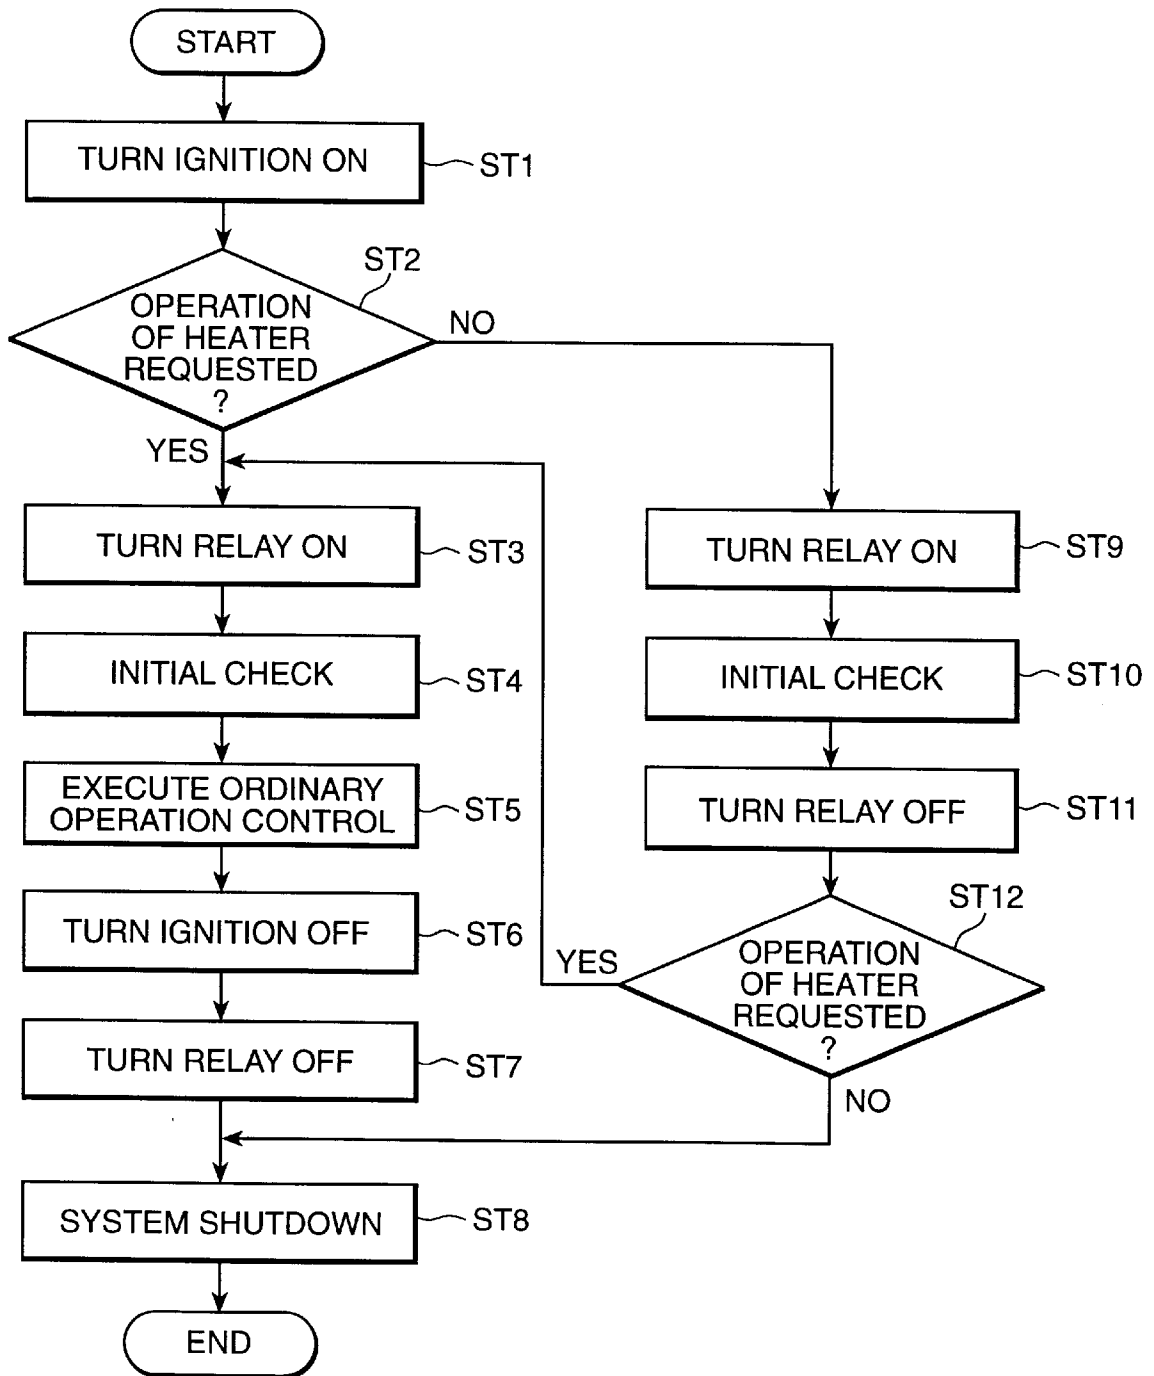 START
TURN IGNITION ON
ST1
ST2
OPERATION
OF HEATER
REQUESTED
?
NO
YES
TURN RELAY ON
ST3
INITIAL CHECK
ST4
EXECUTE ORDINARY
OPERATION CONTROL
ST5
TURN IGNITION OFF
ST6
TURN RELAY OFF
ST7
SYSTEM SHUTDOWN
ST8
END
TURN RELAY ON
ST9
INITIAL CHECK
ST10
TURN RELAY OFF
ST11
ST12
OPERATION
OF HEATER
REQUESTED
?
YES
NO